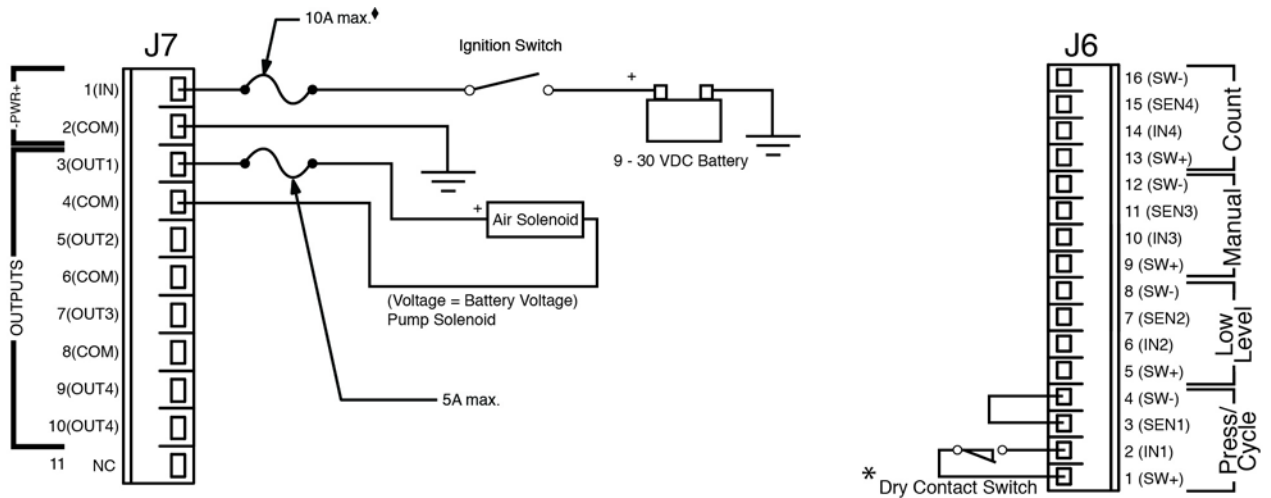 10A max.♦
J7
Ignition Switch
J6
-PWR+
1(IN)
2(COM)
+
9 - 30 VDC Battery
OUTPUTS
3(OUT1)
4(COM)
5(OUT2)
6(COM)
7(OUT3)
8(COM)
9(OUT4)
10(OUT4)
11 NC
+
Air Solenoid
(Voltage = Battery Voltage)
Pump Solenoid
5A max.
16 (SW-)
15 (SEN4)
14 (IN4)
13 (SW+)
Count
12 (SW-)
11 (SEN3)
10 (IN3)
9 (SW+)
Manual
8 (SW-)
7 (SEN2)
6 (IN2)
5 (SW+)
Low
Level
4 (SW-)
3 (SEN1)
2 (IN1)
1 (SW+)
Press/
Cycle
* Dry Contact Switch